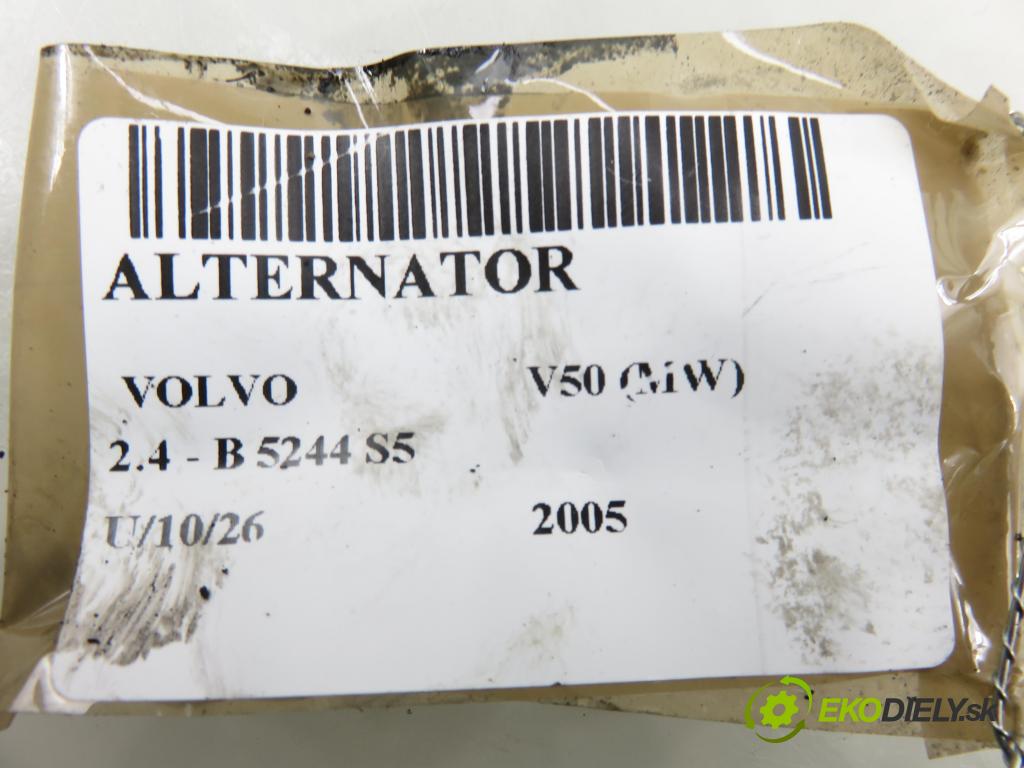 ALTERNATOR
VOLVO V50 (MW)
2.4 - B 5244 S5
U/10/26 2005
EKODIELY.sk